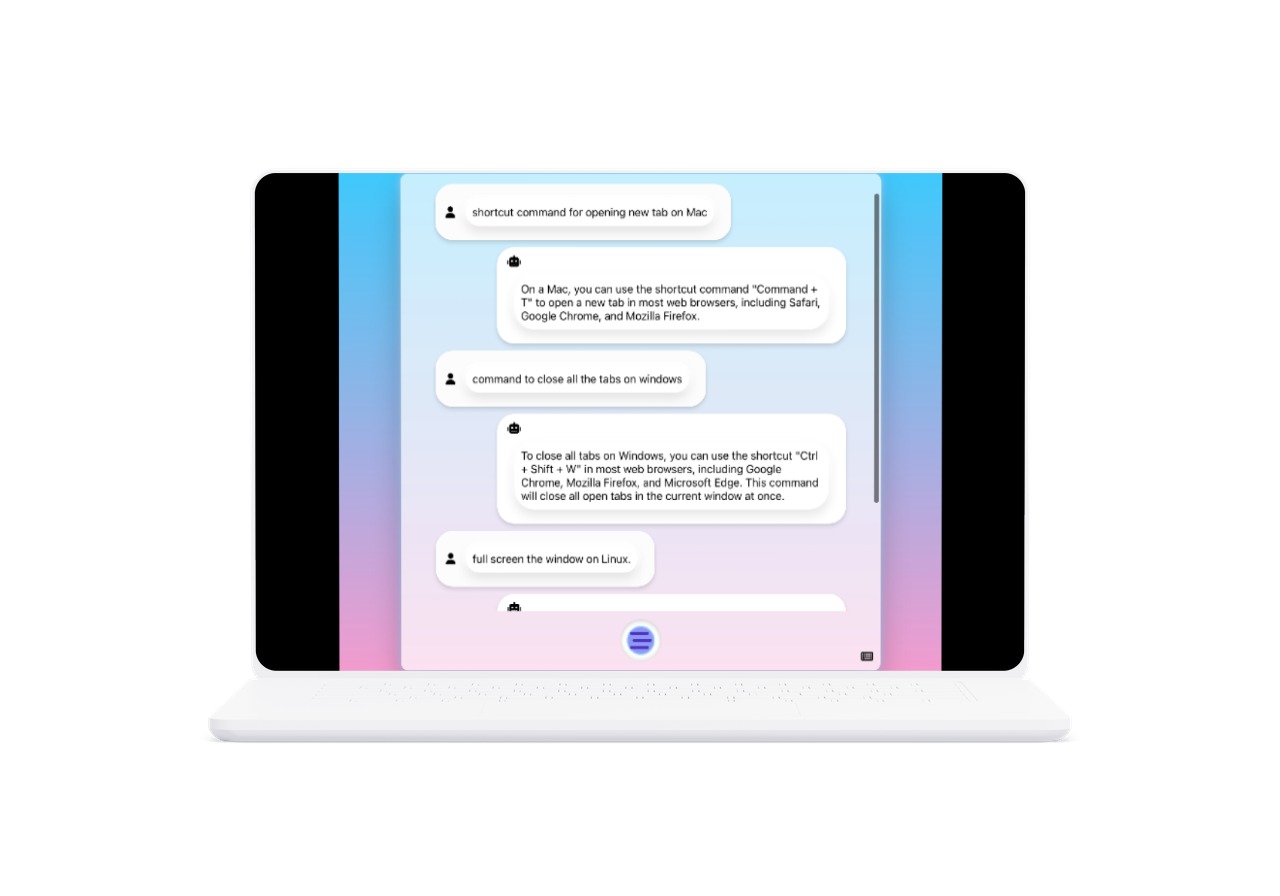 shortcut command for opening new tab on Mac
On a Mac, you can use the shortcut command "Command +
T" to open a new tab in most web browsers, including Safari,
Google Chrome, and Mozilla Firefox.
command to close all the tabs on windows
To close all tabs on Windows, you can use the shortcut "Ctrl
+ Shift + W" in most web browsers, including Google
Chrome, Mozilla Firefox, and Microsoft Edge. This command
will close all open tabs in the current window at once.
full screen the window on Linux.